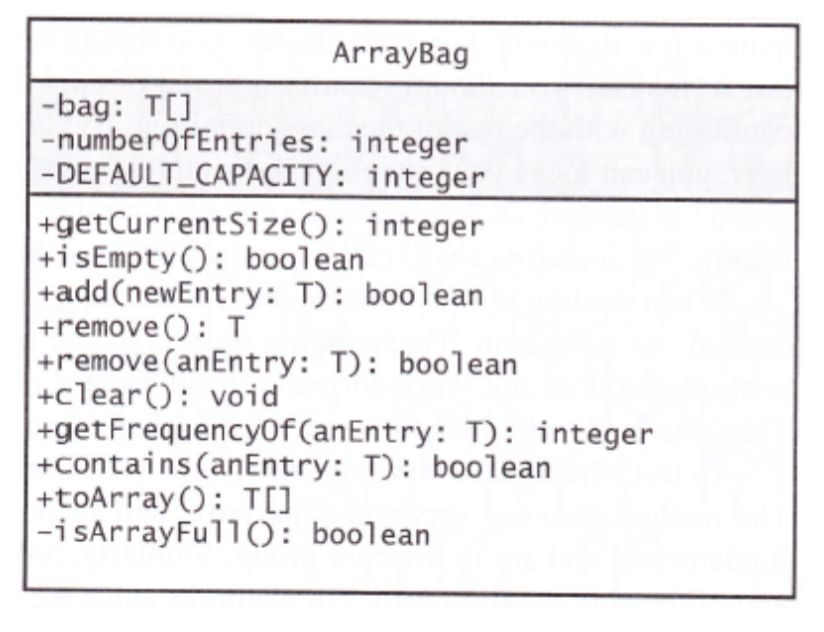 ArrayBag
-bag: T[]
-numberOfEntries: integer
-DEFAULT_CAPACITY: integer
+getCurrentSize(): integer
+isEmpty(): boolean
+add(newEntry: T): boolean
+remove(): T
+remove(anEntry: T): boolean
+clear(): void
+getFrequencyOf(anEntry: T): integer
+contains(anEntry: T): boolean
+toArray(): T[]
-isArrayFull(): boolean